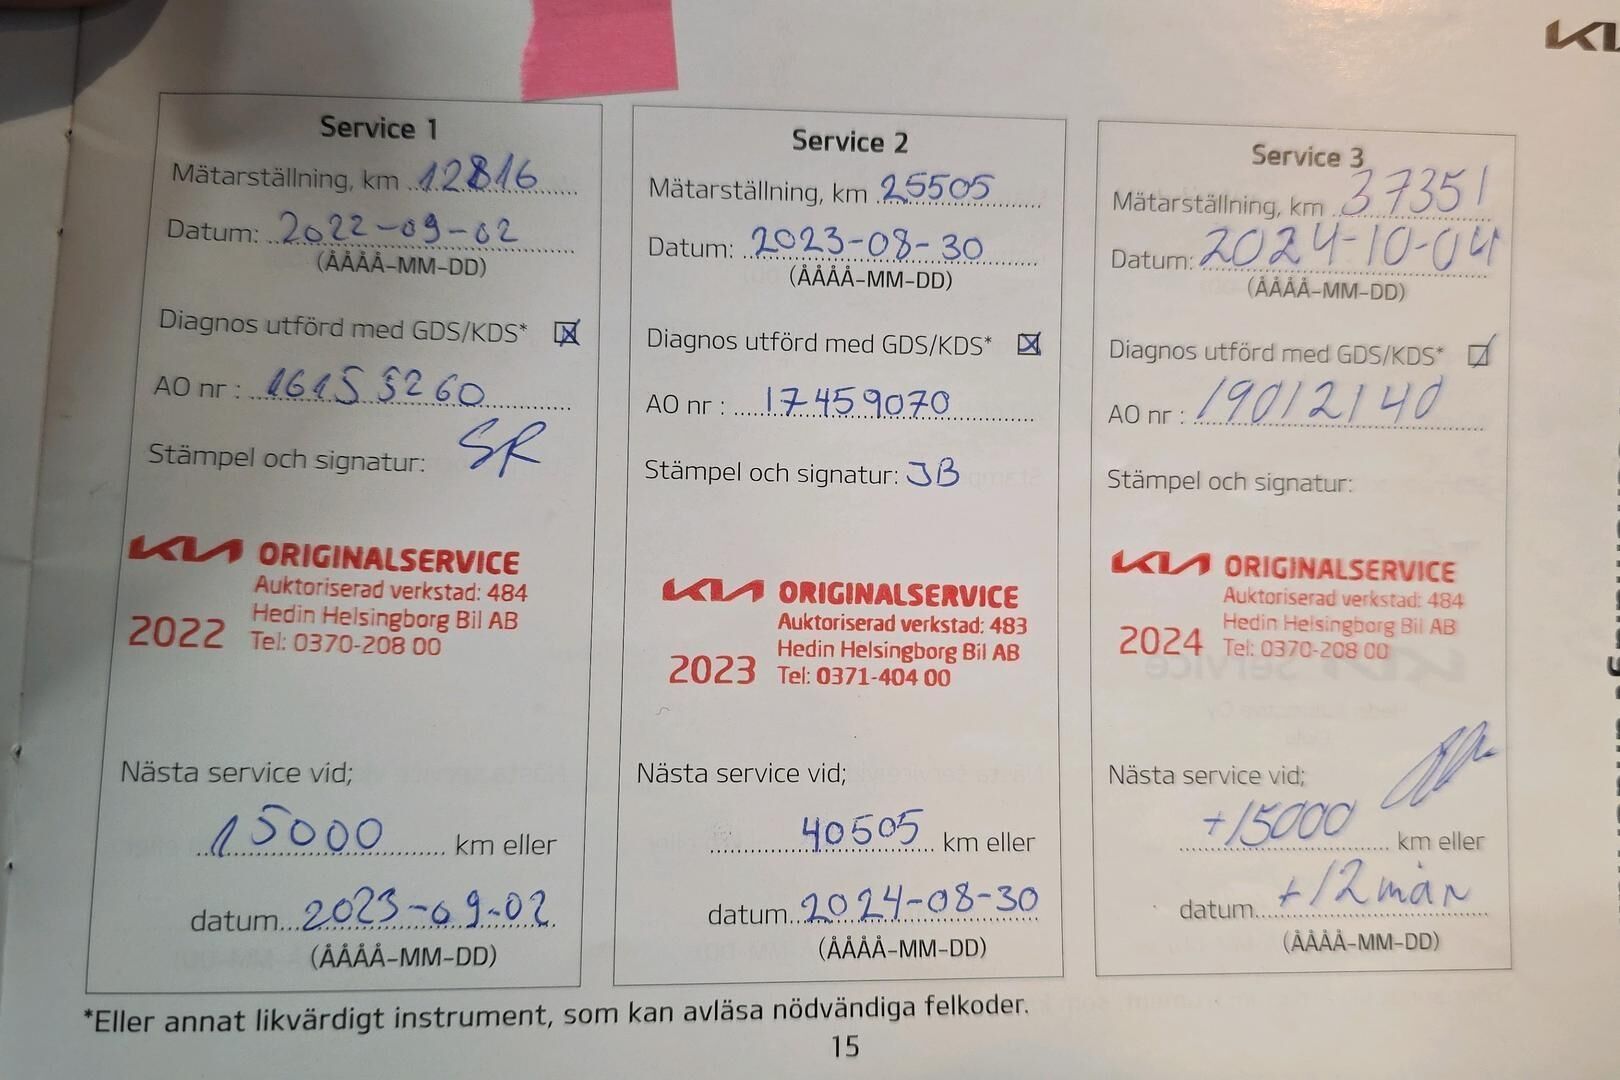 KIA
Service 1
Mätarställning, km 12816
Datum: 2022-09-02
(ÅÅÅÅ-MM-DD)
Diagnos utförd med GDS/KDS*
AO nr : 16155260
Stämpel och signatur: SR
KIA ORIGINALSERVICE
Auktoriserad verkstad: 484
Hedin Helsingborg Bil AB
2022 Tel: 0370-208 00
Nästa service vid;
15000 km eller
datum 2023-09-02
(ÅÅÅÅ-MM-DD)
Service 2
Mätarställning, km 25505
Datum: 2023-08-30
(ÅÅÅÅ-MM-DD)
Diagnos utförd med GDS/KDS*
AO nr : 17459070
Stämpel och signatur: JB
KIA ORIGINALSERVICE
Auktoriserad verkstad: 483
Hedin Helsingborg Bil AB
2023 Tel: 0371-404 00
Nästa service vid;
40505 km eller
datum 2024-08-30
(ÅÅÅÅ-MM-DD)
Service 3
Mätarställning, km 37351
Datum: 2024-10-04
(ÅÅÅÅ-MM-DD)
Diagnos utförd med GDS/KDS*
AO nr : 19012140
Stämpel och signatur:
KIA ORIGINALSERVICE
Auktoriserad verkstad: 484
Hedin Helsingborg Bil AB
2024 Tel: 0370-208 00
Nästa service vid;
+15000 km eller
datum +12 mån
(ÅÅÅÅ-MM-DD)
*Eller annat likvärdigt instrument, som kan avläsa nödvändiga felkoder.
15